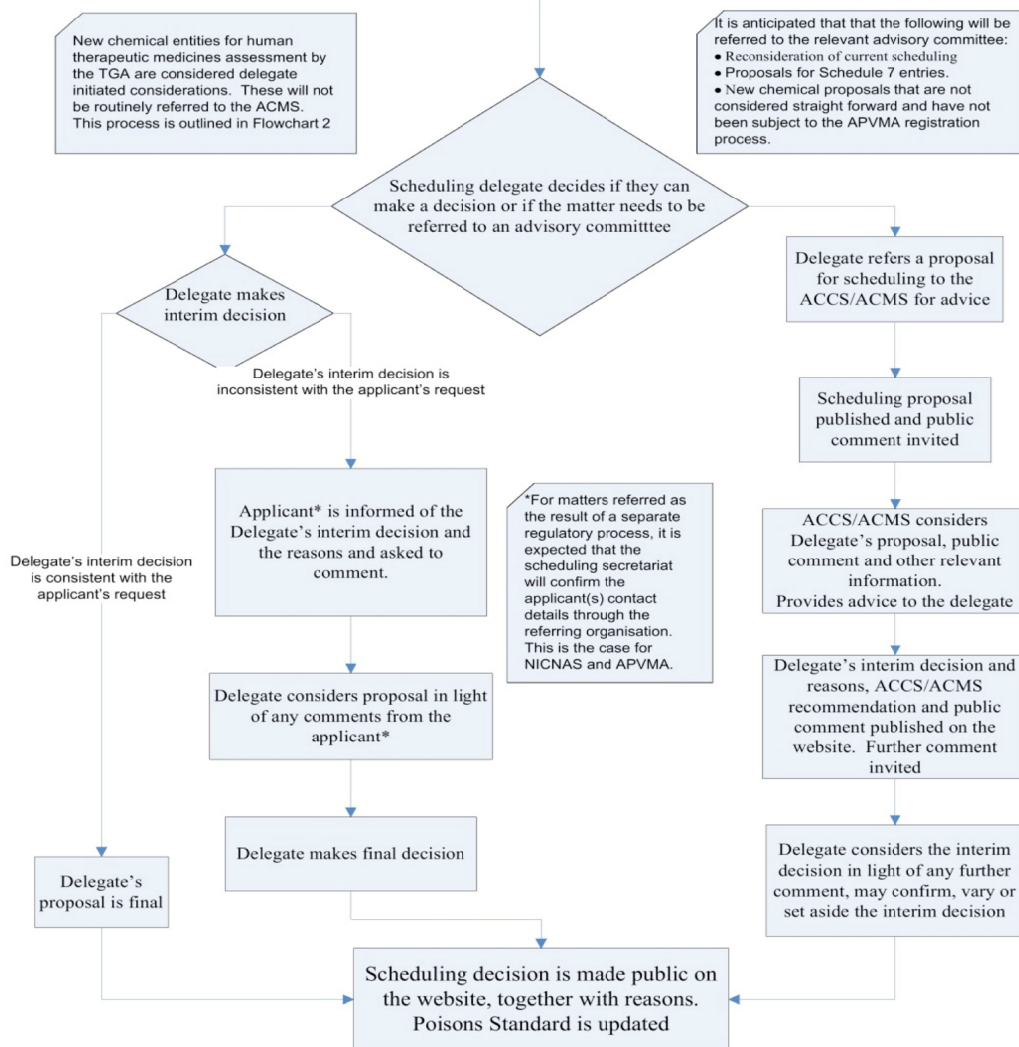 New chemical entities for human
therapeutic medicines assessment by
the TGA are considered delegate
initiated considerations.  These will not
be routinely referred to the ACMS.
This process is outlined in Flowchart 2
It is anticipated that that the following will be
referred to the relevant advisory committee:
• Reconsideration of current scheduling
• Proposals for Schedule 7 entries.
• New chemical proposals that are not
considered straight forward and have not
been subject to the APVMA registration
process.
Scheduling delegate decides if they can
make a decision or if the matter needs to be
referred to an advisory committtee
Delegate makes
interim decision
Delegate refers a proposal
for scheduling to the
ACCS/ACMS for advice
Delegate's interim decision is
inconsistent with the applicant's request
Scheduling proposal
published and public
comment invited
Applicant* is informed of the
Delegate's interim decision and
the reasons and asked to
comment.
*For matters referred as
the result of a separate
regulatory process, it is
expected that the
scheduling secretariat
will confirm the
applicant(s) contact
details through the
referring organisation.
This is the case for
NICNAS and APVMA.
ACCS/ACMS considers
Delegate's proposal, public
comment and other relevant
information.
Provides advice to the delegate
Delegate's interim decision
is consistent with the
applicant's request
Delegate considers proposal in light
of any comments from the
applicant*
Delegate's interim decision and
reasons, ACCS/ACMS
recommendation and public
comment published on the
website.  Further comment
invited
Delegate makes final decision
Delegate considers the interim
decision in light of any further
comment, may confirm, vary or
set aside the interim decision
Delegate's
proposal is final
Scheduling decision is made public on
the website, together with reasons.
Poisons Standard is updated